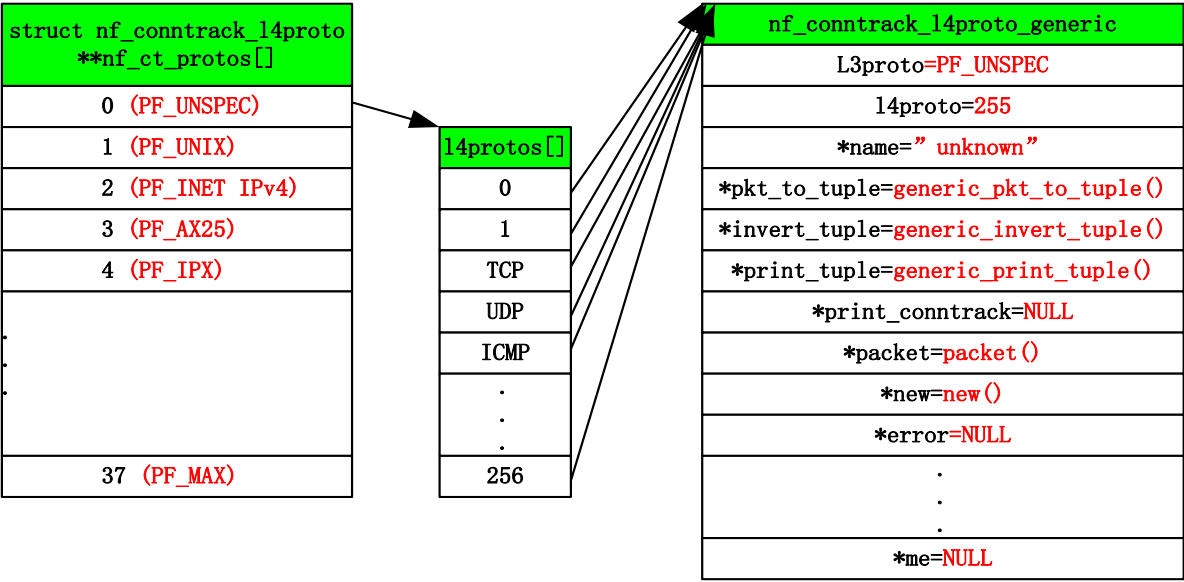 struct nf_conntrack_l4proto
**nf_ct_protos[]
0 (PF_UNSPEC)
1 (PF_UNIX)
2 (PF_INET IPv4)
3 (PF_AX25)
4 (PF_IPX)
.
.
.
37 (PF_MAX)
l4protos[]
0
1
TCP
UDP
ICMP
.
.
.
256
nf_conntrack_l4proto_generic
L3proto=PF_UNSPEC
l4proto=255
*name=” unknown”
*pkt_to_tuple=generic_pkt_to_tuple()
*invert_tuple=generic_invert_tuple()
*print_tuple=generic_print_tuple()
*print_conntrack=NULL
*packet=packet()
*new=new()
*error=NULL
.
.
.
*me=NULL